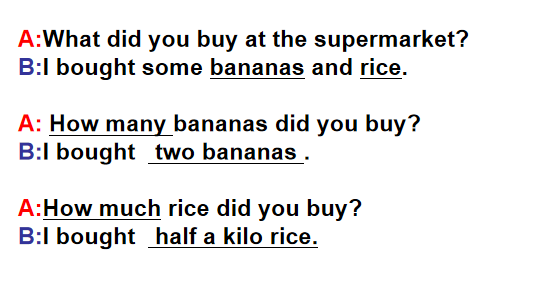 A:What did you buy at the supermarket?
B:I bought some bananas and rice.
A: How many bananas did you buy?
B:I bought two bananas .
A:How much rice did you buy?
B:I bought half a kilo rice.